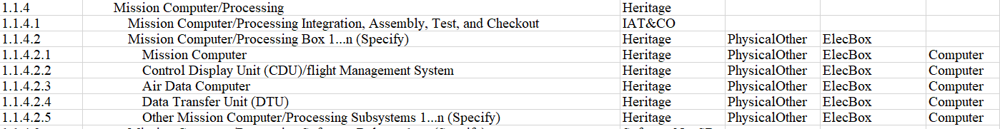 1.1.4 Mission Computer/Processing Heritage
1.1.4.1 Mission Computer/Processing Integration, Assembly, Test, and Checkout IAT&CO
1.1.4.2 Mission Computer/Processing Box 1...n (Specify) Heritage PhysicalOther ElecBox
1.1.4.2.1 Mission Computer Heritage PhysicalOther ElecBox Computer
1.1.4.2.2 Control Display Unit (CDU)/flight Management System Heritage PhysicalOther ElecBox Computer
1.1.4.2.3 Air Data Computer Heritage PhysicalOther ElecBox Computer
1.1.4.2.4 Data Transfer Unit (DTU) Heritage PhysicalOther ElecBox Computer
1.1.4.2.5 Other Mission Computer/Processing Subsystems 1...n (Specify) Heritage PhysicalOther ElecBox Computer